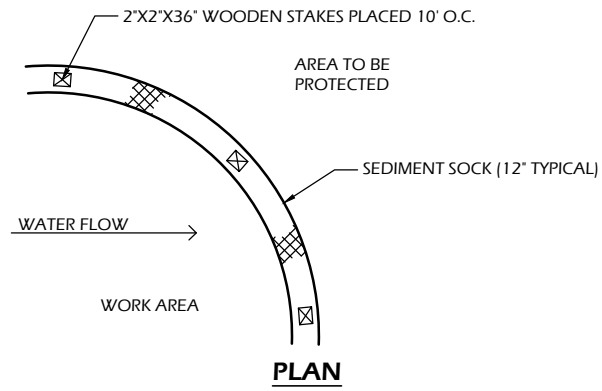 2"X2"X36" WOODEN STAKES PLACED 10' O.C.
AREA TO BE
PROTECTED
SEDIMENT SOCK (12" TYPICAL)
WATER FLOW
WORK AREA
PLAN